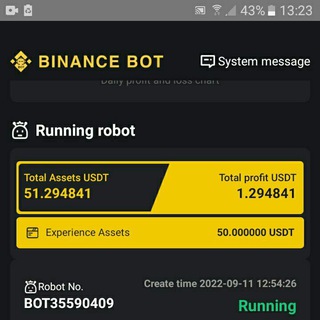 43% 13:23
BINANCE BOT
System message
Daily profit and loss chart
Running robot
Total Assets USDT
Total profit USDT
51.294841
1.294841
Experience Assets
50.000000 USDT
Robot No.
Create time 2022-09-11 12:54:26
BOT35590409
Running